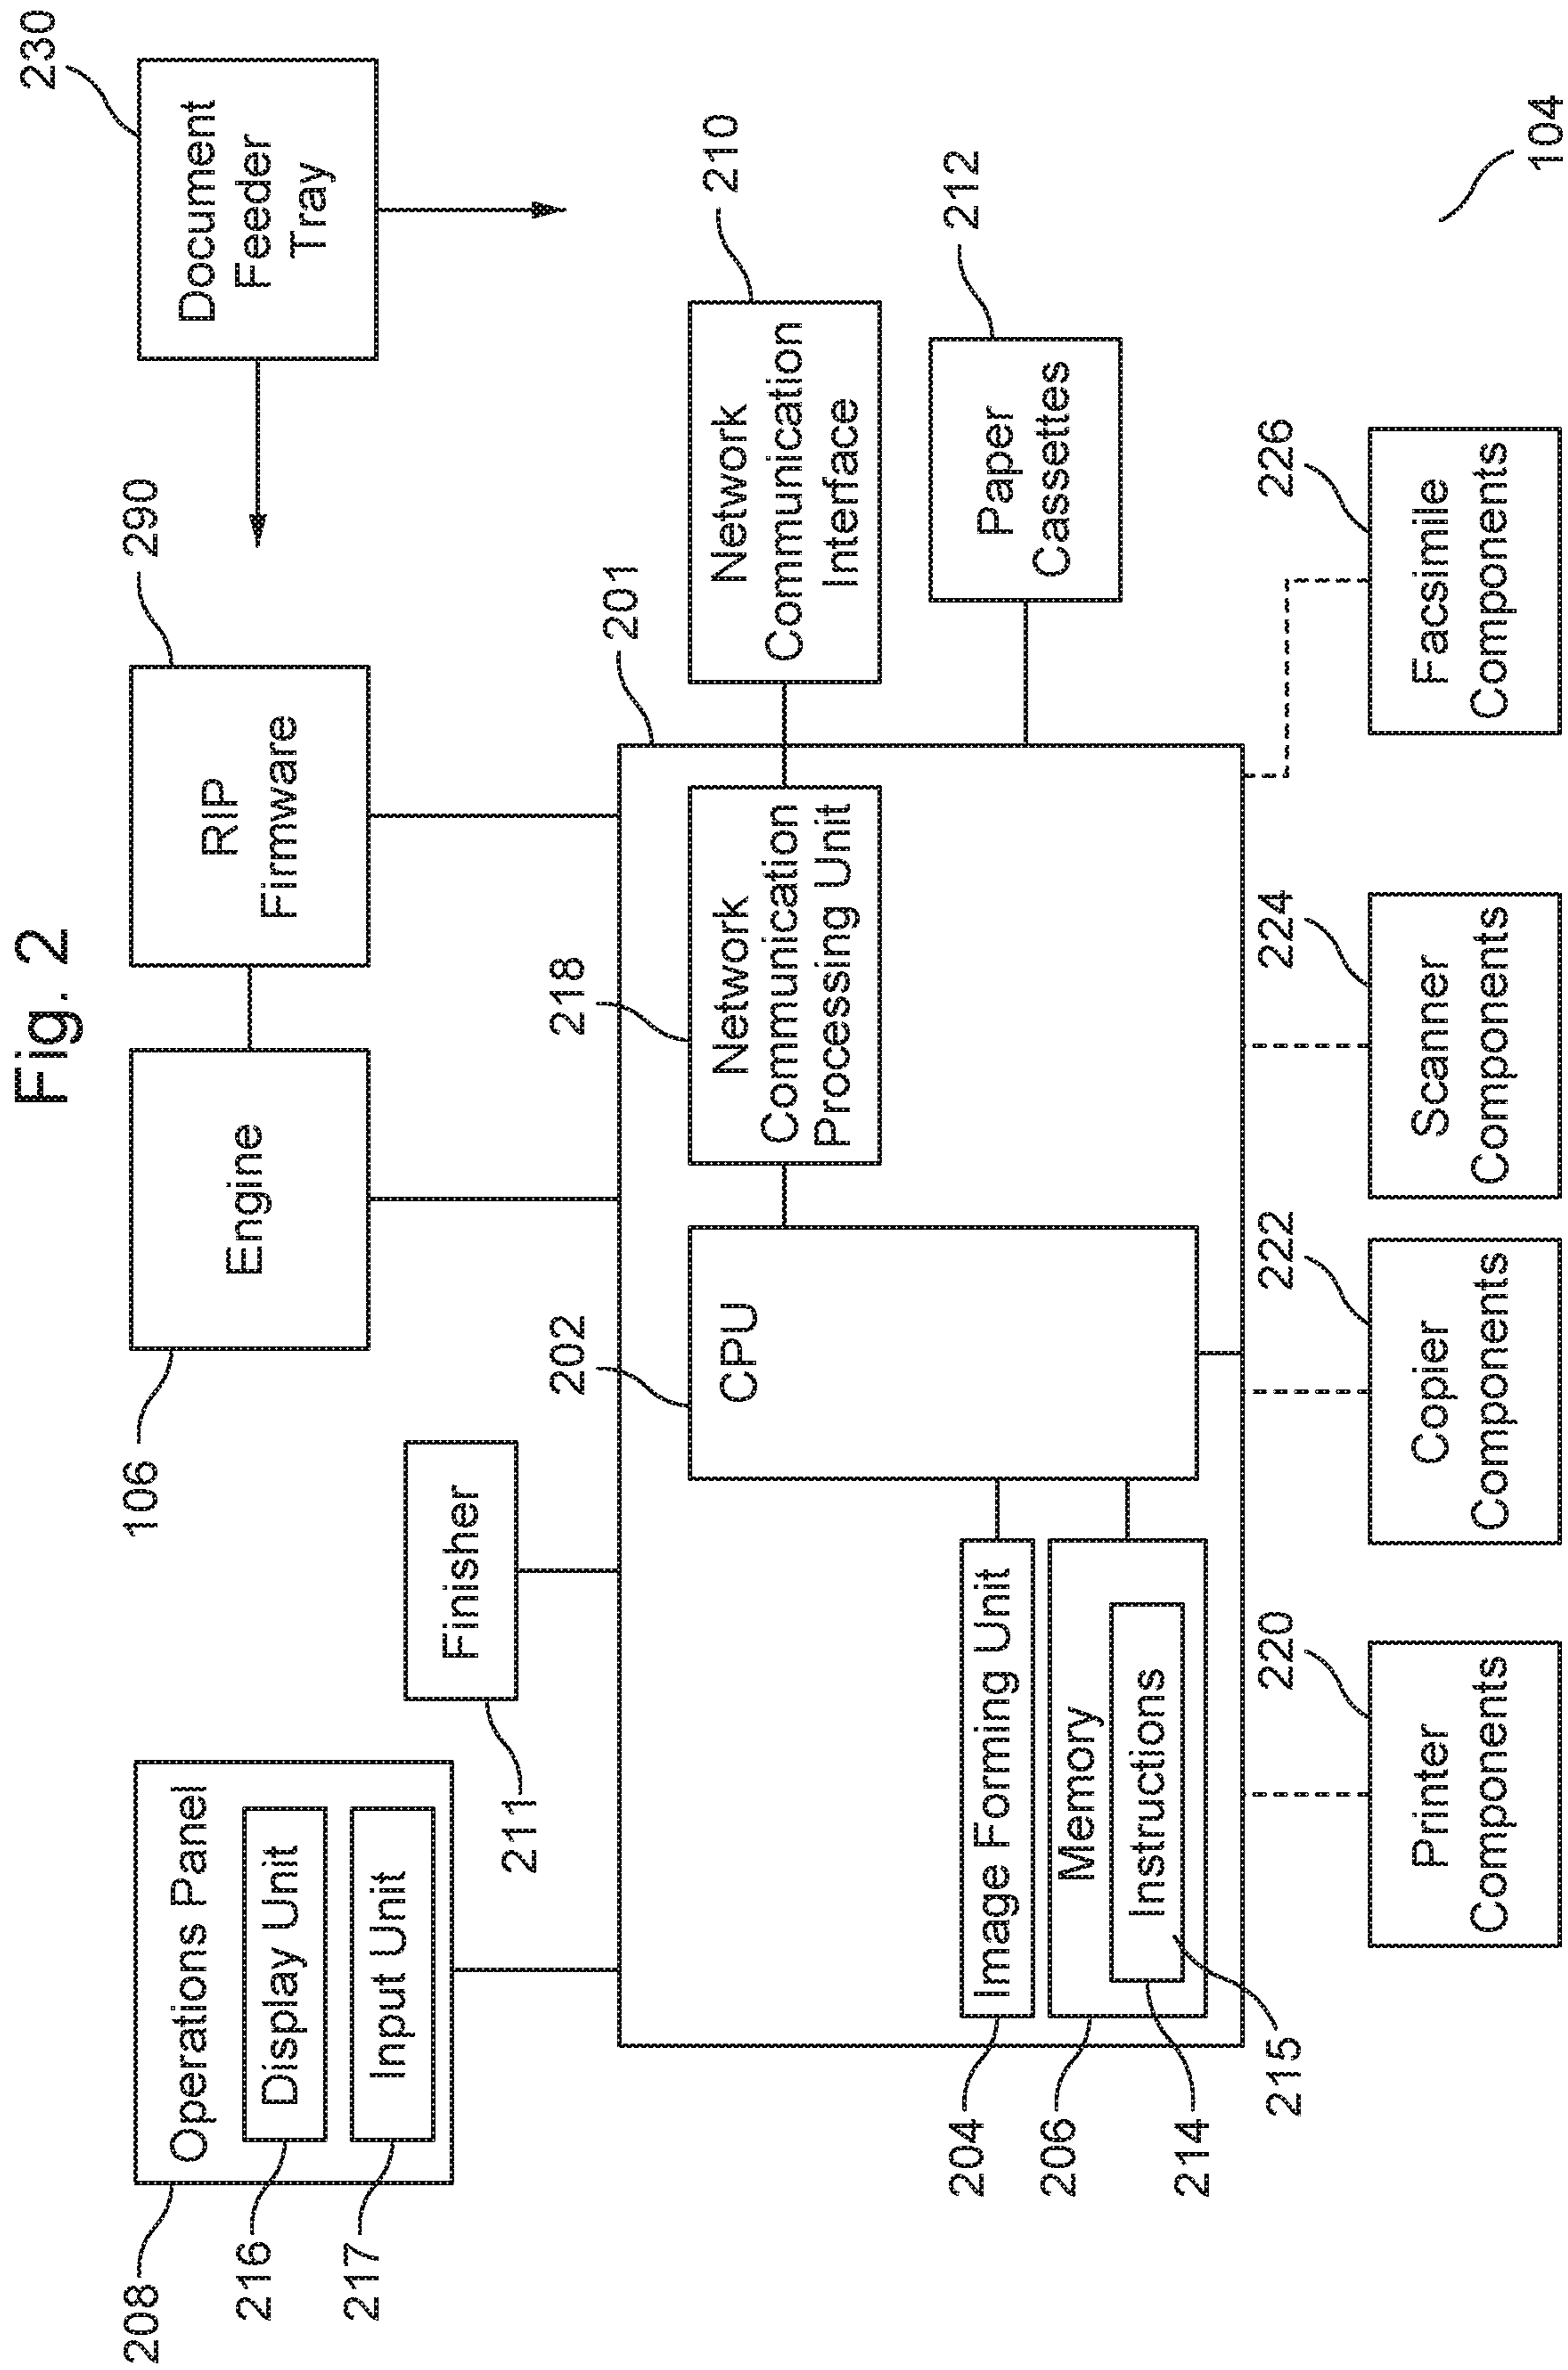 Fig. 2
208
216
217
Operations Panel
Display Unit
Input Unit
211
Finisher
106
Engine
290
RIP
Firmware
230
Document
Feeder
Tray
201
202
CPU
218
Network
Communication
Processing Unit
210
Network
Communication
Interface
212
Paper
Cassettes
204
Image Forming Unit
206
Memory
214
Instructions
215
220
Printer
Components
222
Copier
Components
224
Scanner
Components
226
Facsimile
Components
104